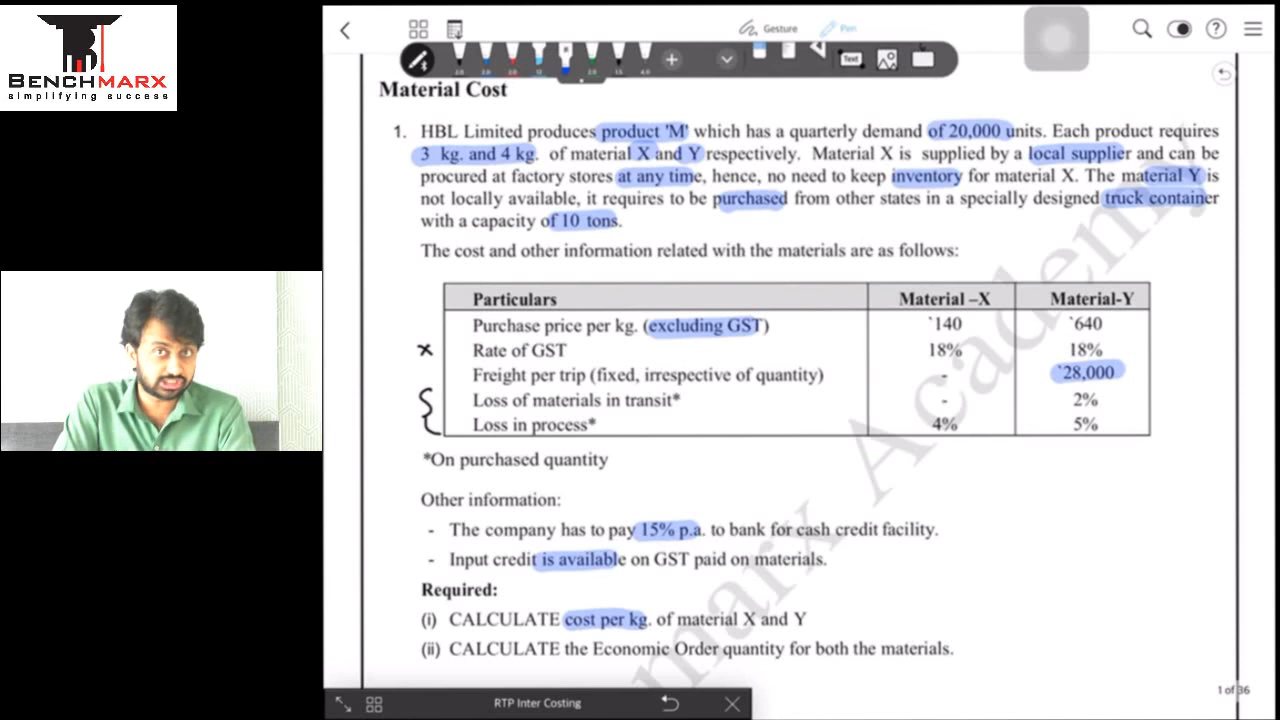 BENCHMARX
simplifying success
Gesture
Pen
Text
Material Cost
1. HBL Limited produces product 'M' which has a quarterly demand of 20,000 units. Each product requires
3 kg. and 4 kg. of material X and Y respectively. Material X is supplied by a local supplier and can be
procured at factory stores at any time, hence, no need to keep inventory for material X. The material Y is
not locally available, it requires to be purchased from other states in a specially designed truck container
with a capacity of 10 tons.
The cost and other information related with the materials are as follows:
Particulars Material –X Material-Y
Purchase price per kg. (excluding GST) `140 `640
Rate of GST 18% 18%
Freight per trip (fixed, irrespective of quantity) - `28,000
Loss of materials in transit* - 2%
Loss in process* 4% 5%
*On purchased quantity
Other information:
- The company has to pay 15% p.a. to bank for cash credit facility.
- Input credit is available on GST paid on materials.
Required:
(i) CALCULATE cost per kg. of material X and Y
(ii) CALCULATE the Economic Order quantity for both the materials.
marx Academy
1 of 36
RTP Inter Costing